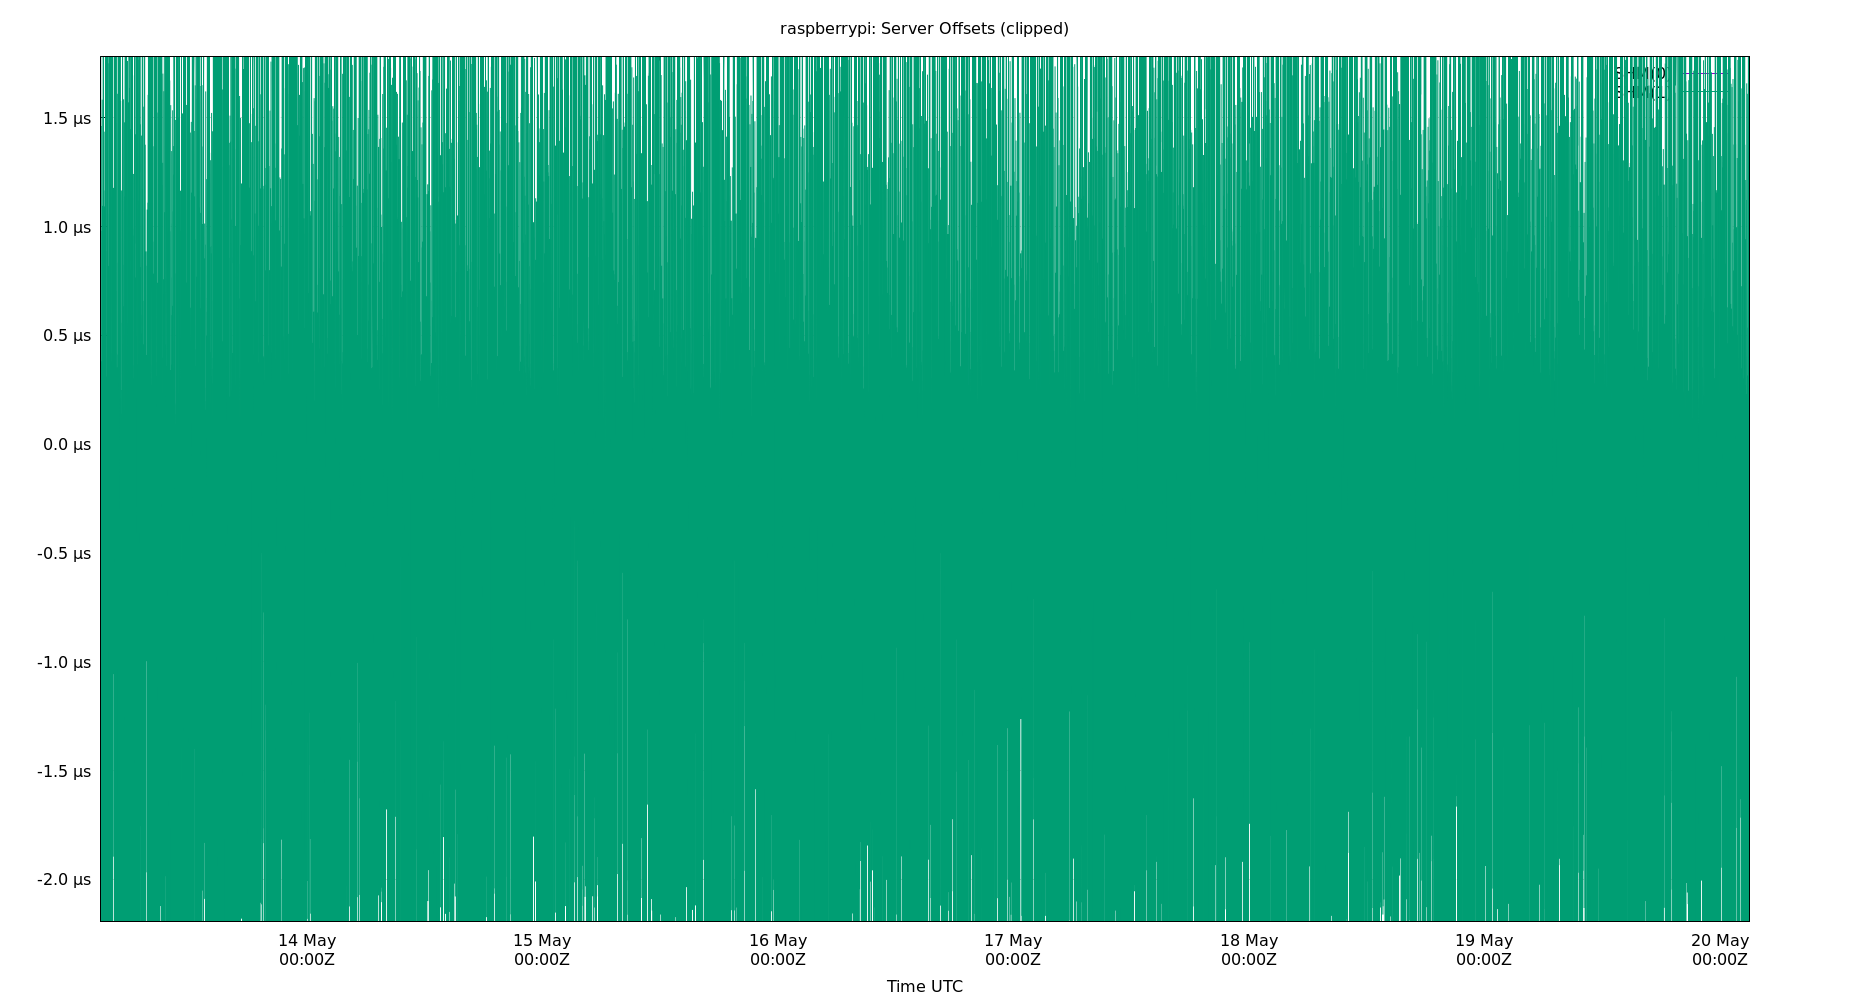 raspberrypi: Server Offsets (clipped)
1.5 µs
1.0 µs
0.5 µs
0.0 µs
-0.5 µs
-1.0 µs
-1.5 µs
-2.0 µs
14 May 15 May 16 May 17 May 18 May 19 May 20 May
00:00Z 00:00Z 00:00Z 00:00Z 00:00Z 00:00Z 00:00Z
Time UTC